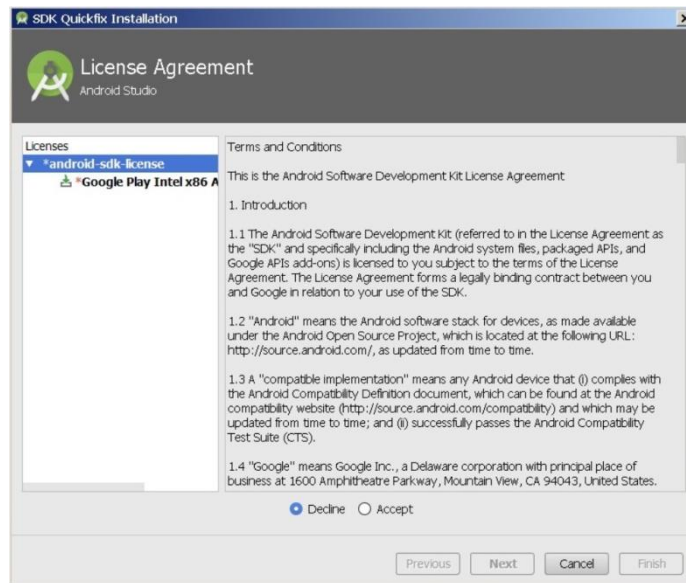 SDK Quickfix Installation
License Agreement
Android Studio
Licenses
*android-sdk-license
*Google Play Intel x86 A
Terms and Conditions
This is the Android Software Development Kit License Agreement
1. Introduction
1.1 The Android Software Development Kit (referred to in the License Agreement as
the "SDK" and specifically including the Android system files, packaged APIs, and
Google APIs add-ons) is licensed to you subject to the terms of the License
Agreement. The License Agreement forms a legally binding contract between you
and Google in relation to your use of the SDK.
1.2 "Android" means the Android software stack for devices, as made available
under the Android Open Source Project, which is located at the following URL:
http://source.android.com/, as updated from time to time.
1.3 A "compatible implementation" means any Android device that (i) complies with
the Android Compatibility Definition document, which can be found at the Android
compatibility website (http://source.android.com/compatibility) and which may be
updated from time to time; and (ii) successfully passes the Android Compatibility
Test Suite (CTS).
1.4 "Google" means Google Inc., a Delaware corporation with principal place of
business at 1600 Amphitheatre Parkway, Mountain View, CA 94043, United States.
Decline Accept
Previous Next Cancel Finish